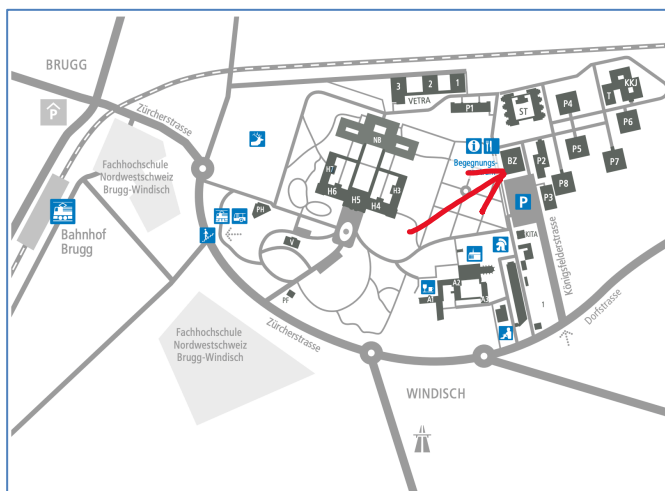 BRUGG
P
Zürcherstrasse
Fachhochschule
Nordwestschweiz
Brugg-Windisch
Bahnhof
Brugg
3
2
1
VETRA
P1
ST
P4
T
KKJ
P6
P5
P7
NB
i
Begegnungs-
BZ
P2
P8
P3
P
H7
H6
H5
H4
H3
PH
V
PF
KITA
Königsfelderstrasse
A1
A2
A3
1
Dorfstrasse
Fachhochschule
Nordwestschweiz
Brugg-Windisch
Zürcherstrasse
WINDISCH